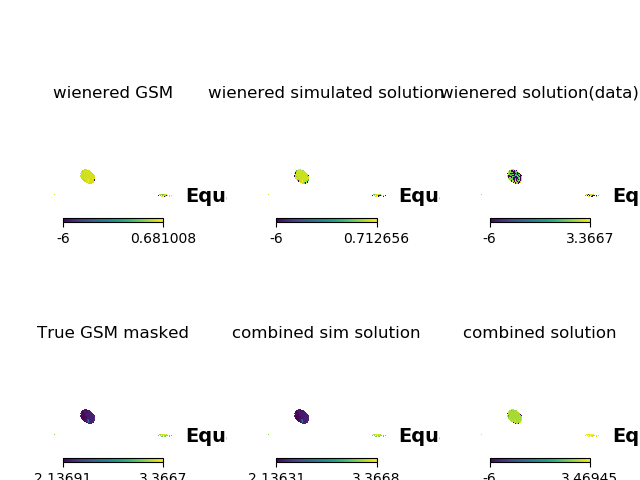 wienered GSM
wienered simulated solution
wienered solution(data)
Equ
Equ
Eq
-6 0.681008
-6 0.712656
-6 3.3667
True GSM masked
combined sim solution
combined solution
Equ
Equ
Eq
2.13691 3.3667
2.13631 3.3668
-6 3.46945